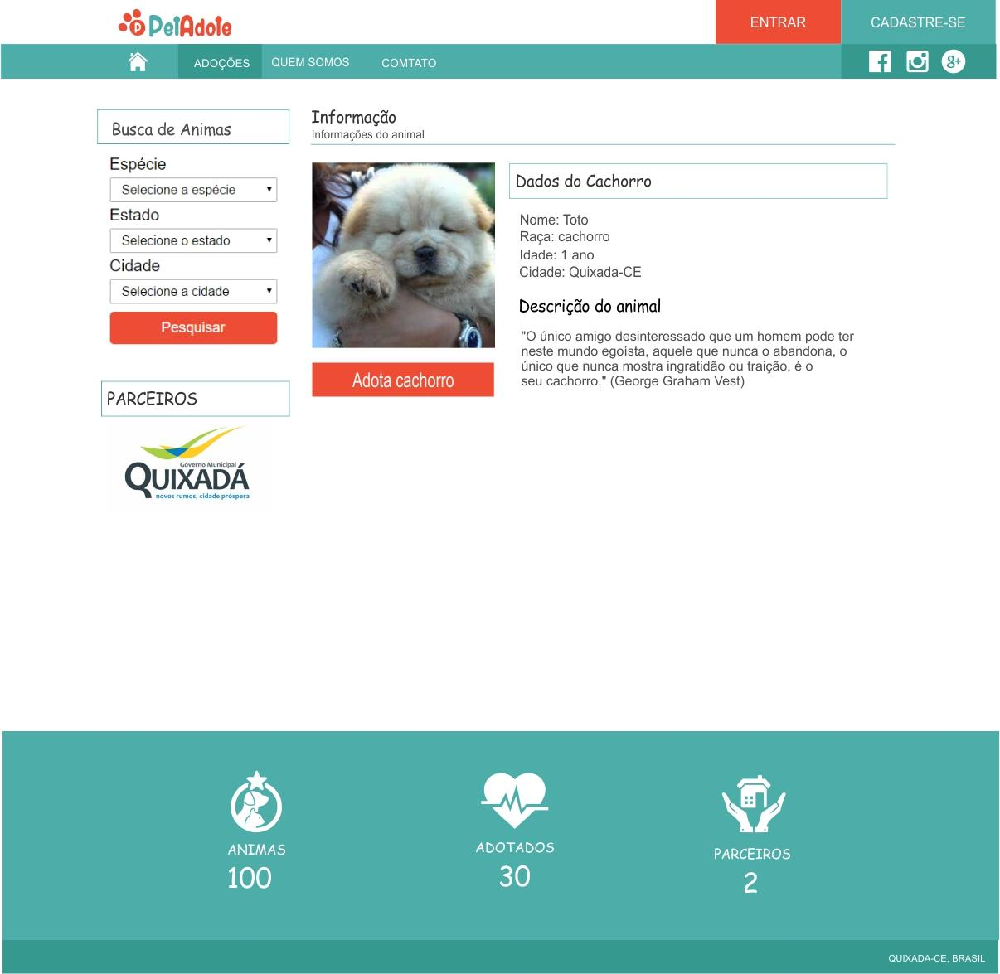 PetAdote
ENTRAR
CADASTRE-SE
ADOÇÕES
QUEM SOMOS
COMTATO
g+
Busca de Animas
Espécie
Selecione a espécie
Estado
Selecione o estado
Cidade
Selecione a cidade
Pesquisar
PARCEIROS
Governo Municipal
QUIXADÁ
novos rumos, cidade próspera
Informação
Informações do animal
Adota cachorro
Dados do Cachorro
Nome: Toto
Raça: cachorro
Idade: 1 ano
Cidade: Quixada-CE
Descrição do animal
"O único amigo desinteressado que um homem pode ter
neste mundo egoísta, aquele que nunca o abandona, o
único que nunca mostra ingratidão ou traição, é o
seu cachorro." (George Graham Vest)
ANIMAS
100
ADOTADOS
30
PARCEIROS
2
QUIXADA-CE, BRASIL